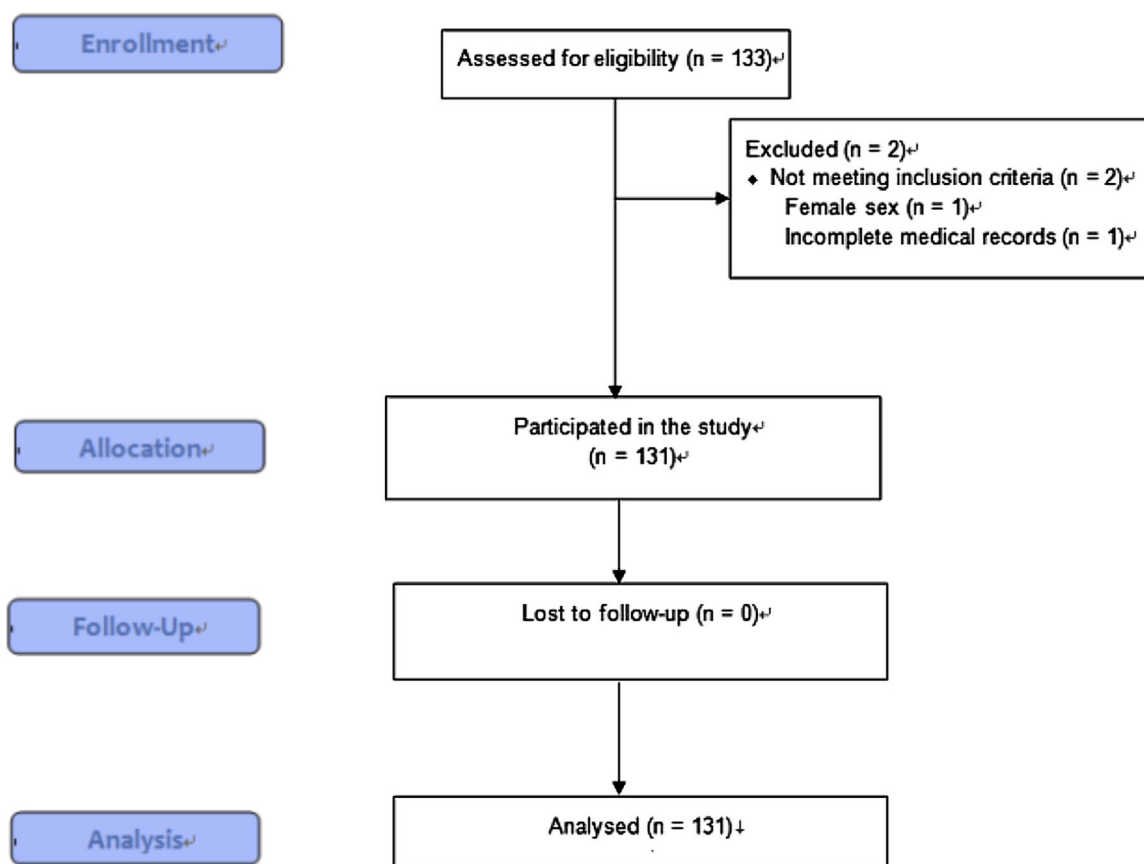 Enrollment
Assessed for eligibility (n = 133)
Excluded (n = 2)
◆ Not meeting inclusion criteria (n = 2)
Female sex (n = 1)
Incomplete medical records (n = 1)
Allocation
Participated in the study
(n = 131)
Follow-Up
Lost to follow-up (n = 0)
Analysis
Analysed (n = 131)